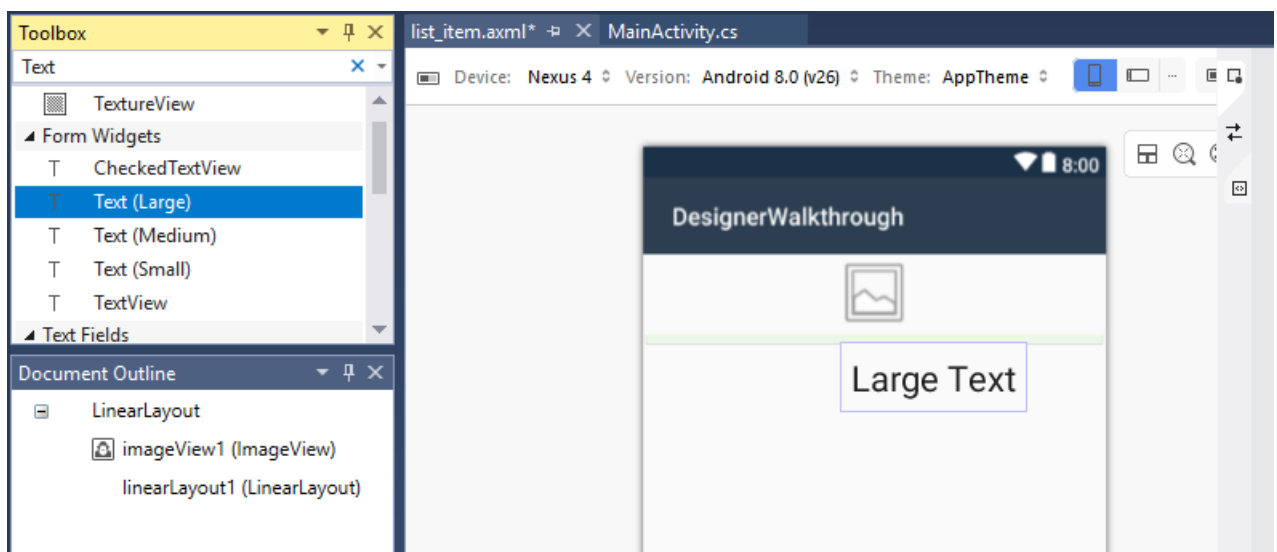 Toolbox
Text
TextureView
Form Widgets
CheckedTextView
Text (Large)
Text (Medium)
Text (Small)
TextView
Text Fields
Document Outline
LinearLayout
imageView1 (ImageView)
linearLayout1 (LinearLayout)
list_item.axml* MainActivity.cs
Device: Nexus 4 Version: Android 8.0 (v26) Theme: AppTheme ...
8:00
DesignerWalkthrough
Large Text